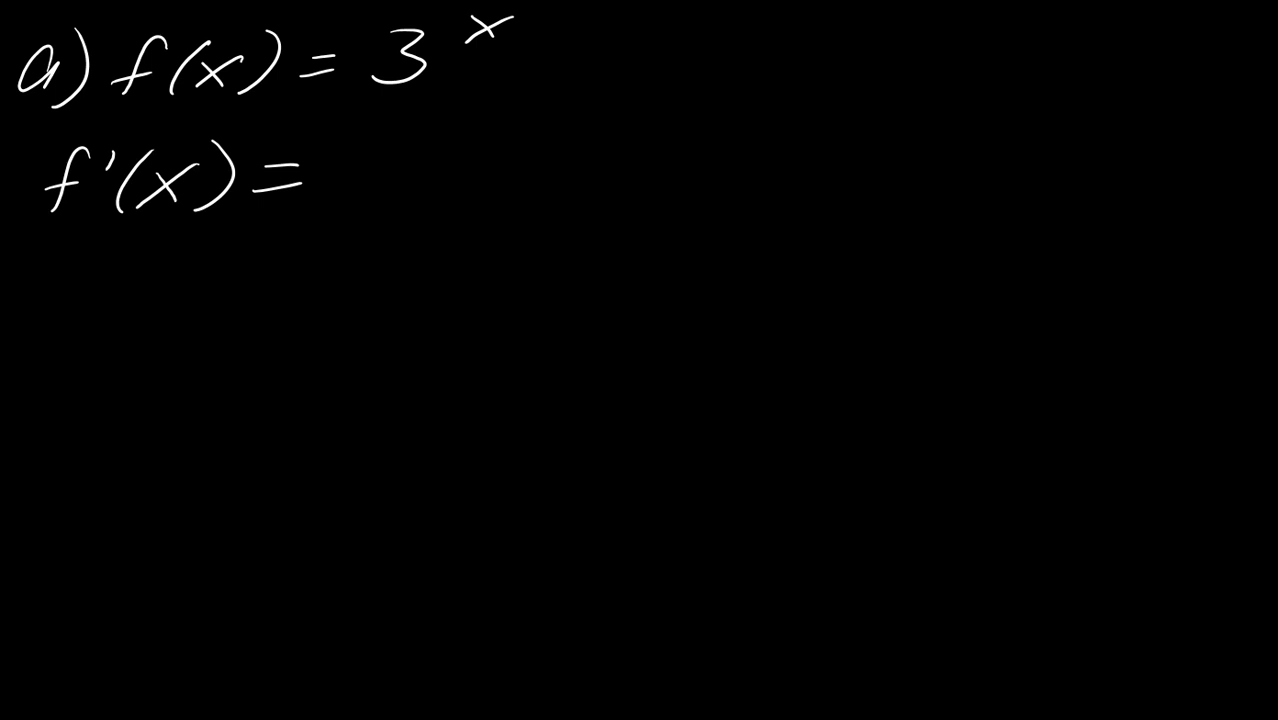 a) f(x) = 3^x
f'(x) =